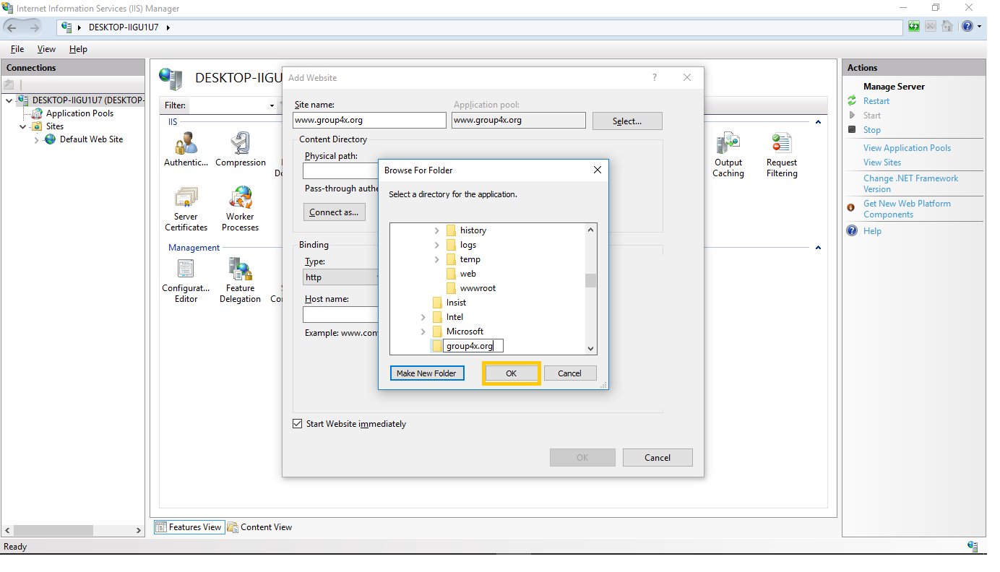 Internet Information Services (IIS) Manager
DESKTOP-IIGU1U7
File View Help
Connections
DESKTOP-IIGU1U7 (DESKTOP-
Application Pools
Sites
Default Web Site
DESKTOP-IIGU
Filter:
IIS
Authentic...
Compression
Output
Caching
Request
Filtering
Server
Certificates
Worker
Processes
Management
Configurat...
Editor
Feature
Delegation
Add Website
?
Site name:
Application pool:
www.group4x.org
www.group4x.org
Select...
Content Directory
Physical path:
Pass-through authe
Connect as...
Binding
Type:
http
Host name:
Example: www.con
Start Website immediately
OK
Cancel
Browse For Folder
Select a directory for the application.
history
logs
temp
web
wwwroot
Insist
Intel
Microsoft
group4x.org
Make New Folder
OK
Cancel
Actions
Manage Server
Restart
Start
Stop
View Application Pools
View Sites
Change .NET Framework
Version
Get New Web Platform
Components
Help
Features View
Content View
Ready